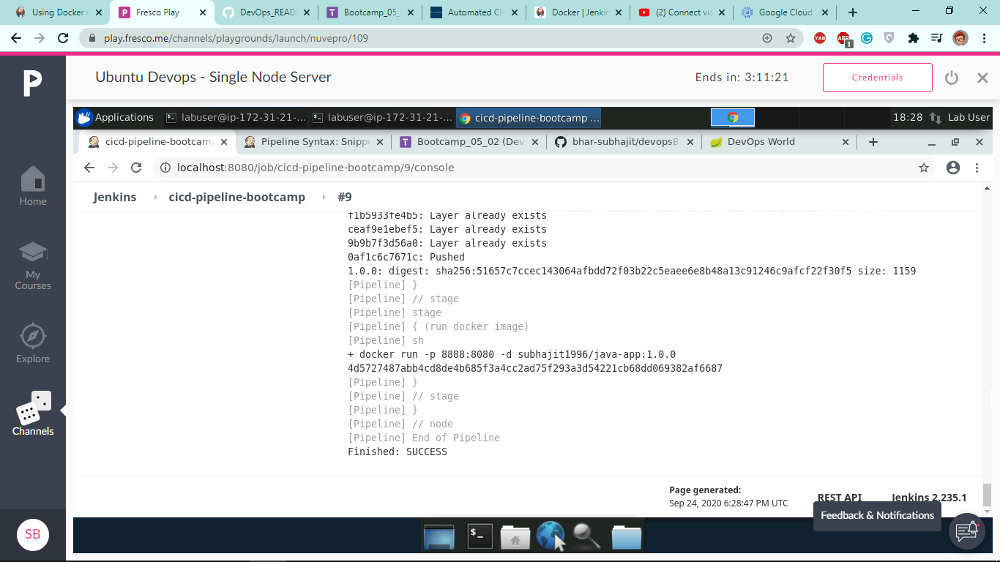 Using Docker w
Fresco Play
DevOps_READ
Bootcamp_05_
Automated CI-
Docker | Jenkin
(2) Connect via
Google Cloud
play.fresco.me/channels/playgrounds/launch/nuvepro/109
YAB
ABP
1
Ubuntu Devops - Single Node Server
Ends in: 3:11:21
Credentials
Applications
labuser@ip-172-31-21-...
labuser@ip-172-31-21-...
cicd-pipeline-bootcamp ...
18:28
Lab User
cicd-pipeline-bootcamp
Pipeline Syntax: Snippe
Bootcamp_05_02 (Dev
bhar-subhajit/devopsB
DevOps World
localhost:8080/job/cicd-pipeline-bootcamp/9/console
Jenkins
cicd-pipeline-bootcamp
#9
f1b5933fe4b5: Layer already exists
ceaf9e1ebef5: Layer already exists
9b9b7f3d56a0: Layer already exists
0af1c6c7671c: Pushed
1.0.0: digest: sha256:51657c7ccec143064afbdd72f03b22c5eaee6e8b48a13c91246c9afcf22f30f5 size: 1159
[Pipeline] }
[Pipeline] // stage
[Pipeline] stage
[Pipeline] { (run docker image)
[Pipeline] sh
+ docker run -p 8888:8080 -d subhajit1996/java-app:1.0.0
4d5727487abb4cd8de4b685f3a4cc2ad75f293a3d54221cb68dd069382af6687
[Pipeline] }
[Pipeline] // stage
[Pipeline] }
[Pipeline] // node
[Pipeline] End of Pipeline
Finished: SUCCESS
Page generated:
Sep 24, 2020 6:28:47 PM UTC
REST API
Jenkins 2.235.1
Feedback & Notifications
Home
My
Courses
Explore
Channels
SB